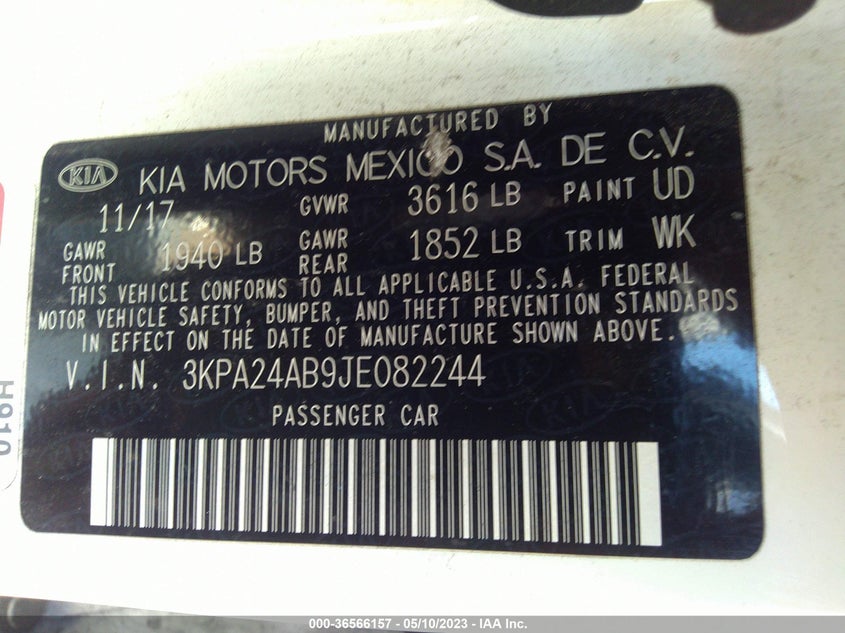 MANUFACTURED BY
KIA KIA MOTORS MEXICO S.A. DE C.V.
11/17 GVWR 3616 LB PAINT UD
GAWR FRONT 1940 LB GAWR REAR 1852 LB TRIM WK
THIS VEHICLE CONFORMS TO ALL APPLICABLE U.S.A. FEDERAL
MOTOR VEHICLE SAFETY, BUMPER, AND THEFT PREVENTION STANDARDS
IN EFFECT ON THE DATE OF MANUFACTURE SHOWN ABOVE.
V.I.N. 3KPA24AB9JE082244
PASSENGER CAR
H910
000-36566157 - 05/10/2023 - IAA Inc.